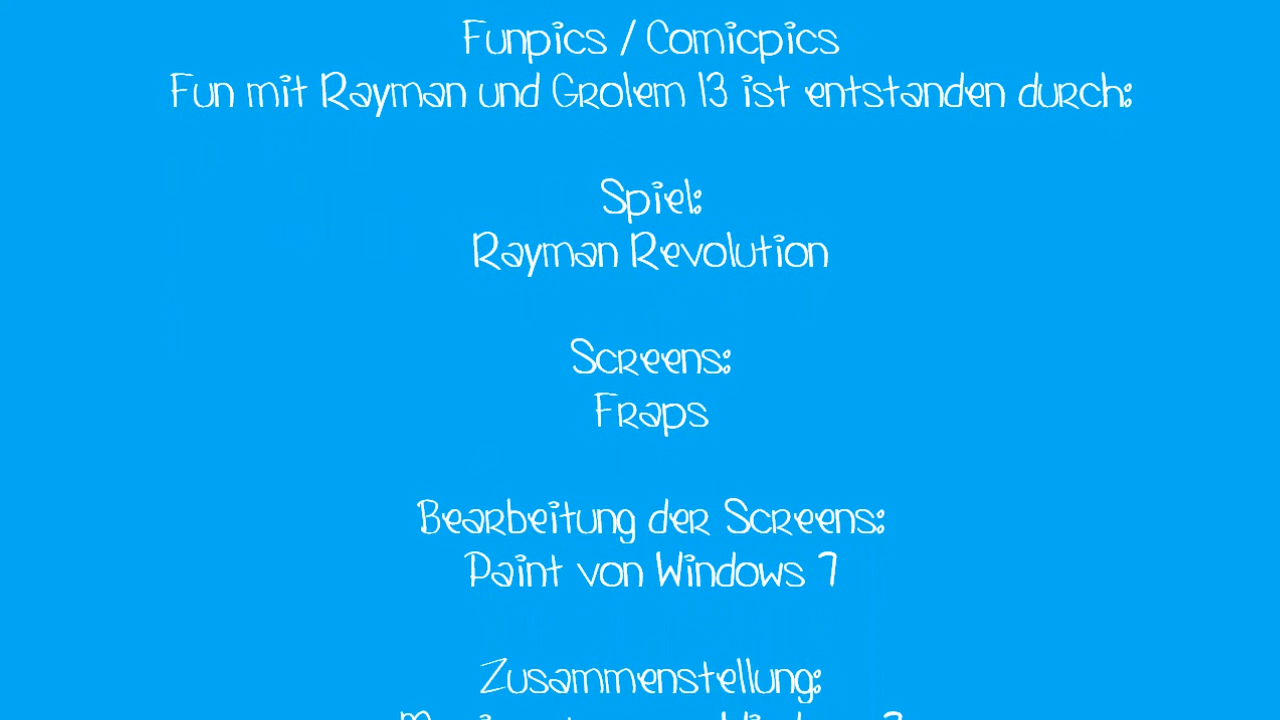 Funpics / Comicpics
Fun mit Rayman und Grolem 13 ist entstanden durch:
Spiel:
Rayman Revolution
Screens:
Fraps
Bearbeitung der Screens:
Paint von Windows 7
Zusammenstellung: